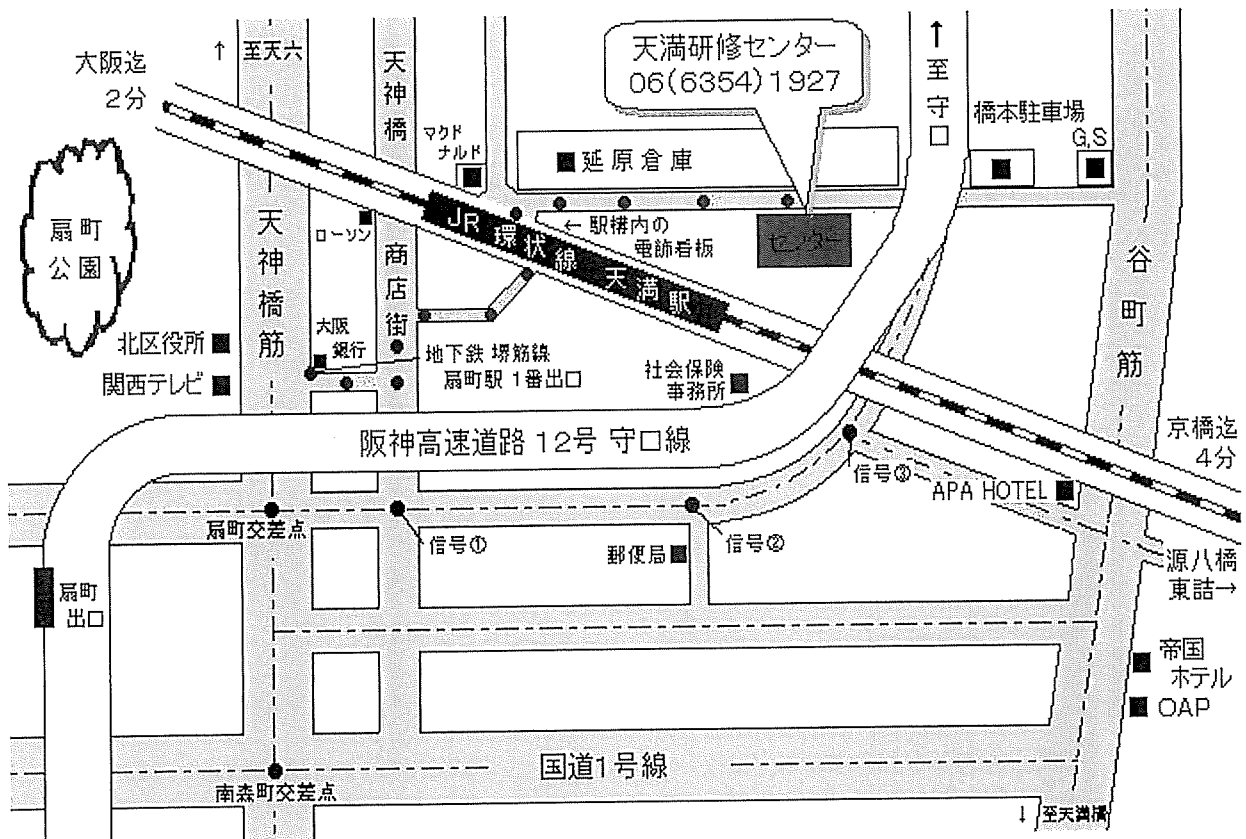 大阪迄
2分
↑ 至天六
天神橋
商店街
天満研修センター
06(6354)1927
↑至守口
橋本駐車場
G,S
マクド
ナルド
延原倉庫
扇町
公園
天神橋筋
ローソン
JR 環状線 天満駅
← 駅構内の
電飾看板
センター
谷町筋
北区役所
関西テレビ
大阪
銀行
地下鉄 堺筋線
扇町駅 1番出口
社会保険
事務所
阪神高速道路 12号 守口線
京橋迄
4分
信号③
APA HOTEL
扇町交差点
信号①
郵便局
信号②
源八橋
東詰→
扇町
出口
帝国
ホテル
OAP
国道1号線
南森町交差点
↓ 至天満橋